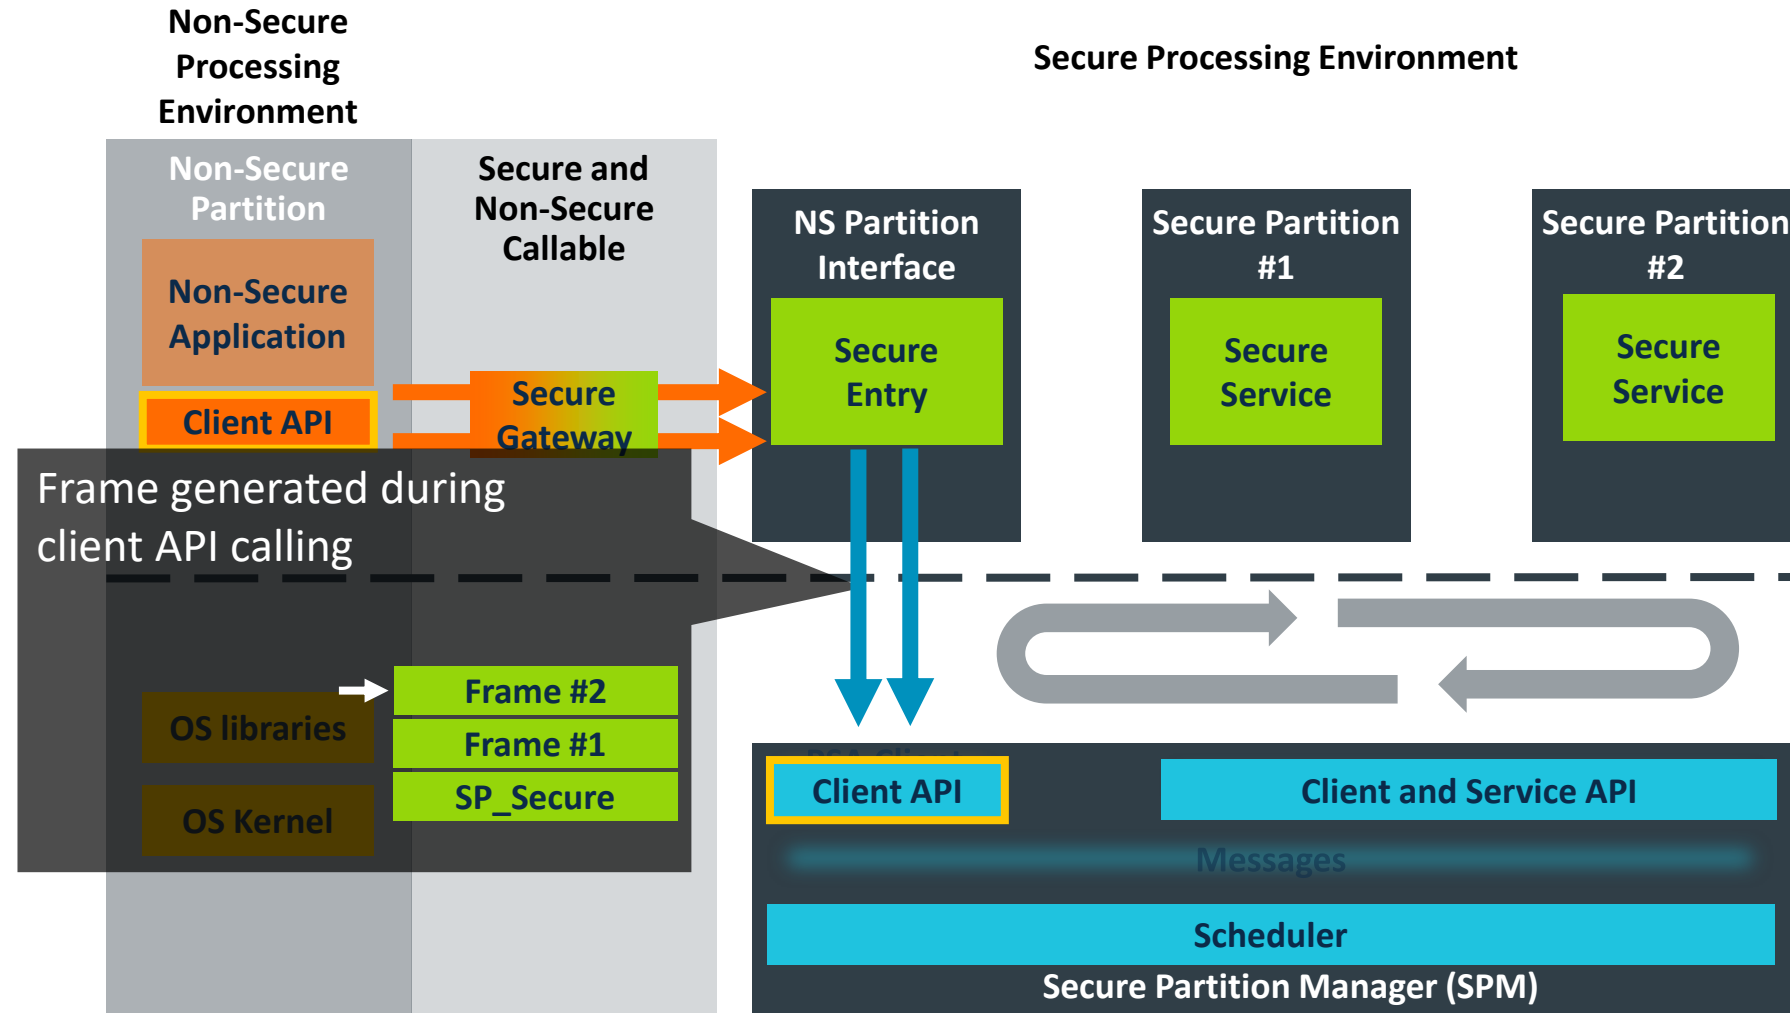 Non-Secure
Processing
Environment
Secure Processing Environment
Non-Secure
Partition
Secure and
Non-Secure
Callable
NS Partition
Interface
Secure Partition
#1
Secure Partition
#2
Non-Secure
Application
Client API
Secure
Gateway
Secure
Entry
Secure
Service
Secure
Service
Frame generated during
client API calling
OS libraries
OS Kernel
Frame #2
Frame #1
SP_Secure
PSA Client
Client API
Client and Service API
Messages
Scheduler
Secure Partition Manager (SPM)